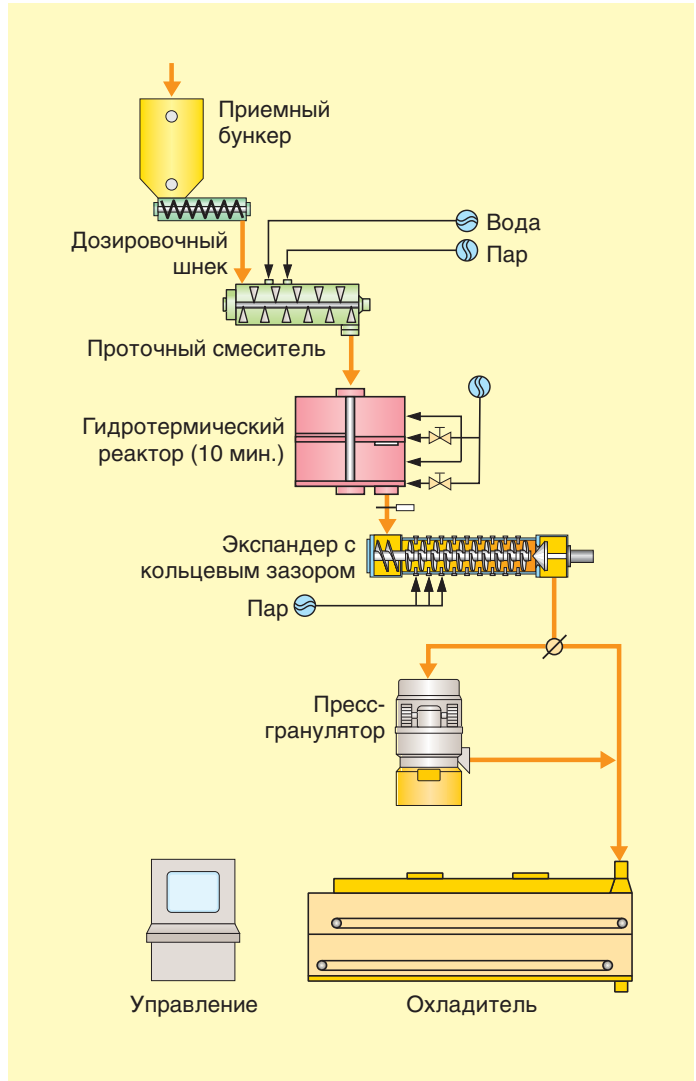 Приемный
бункер
Дозировочный
шнек
Вода
Пар
Проточный смеситель
Гидротермический
реактор (10 мин.)
Экспандер с
кольцевым зазором
Пар
Пресс-
гранулятор
Управление
Охладитель